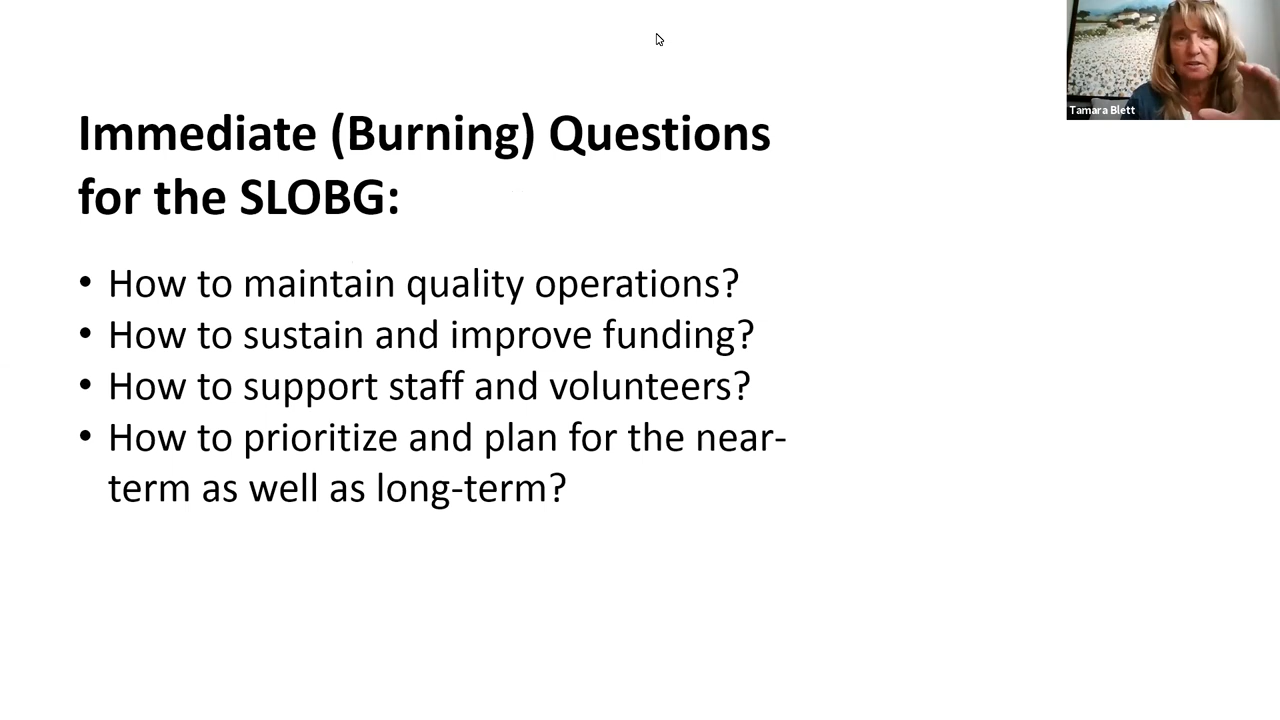 Tamara Blett
Immediate (Burning) Questions
for the SLOBG:
• How to maintain quality operations?
• How to sustain and improve funding?
• How to support staff and volunteers?
• How to prioritize and plan for the near-
term as well as long-term?